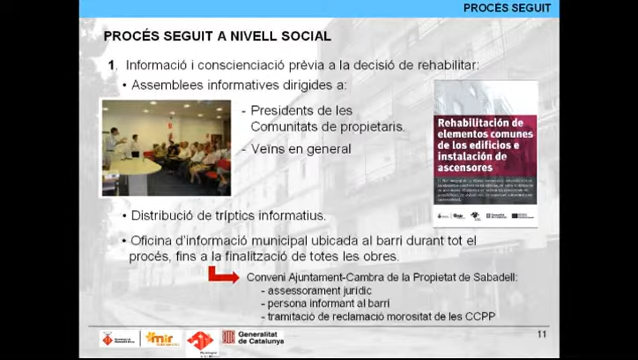 PROCÉS SEGUIT
PROCÉS SEGUIT A NIVELL SOCIAL
1. Informació i conscienciació prèvia a la decisió de rehabilitar:
• Assemblees informatives dirigides a:
- Presidents de les
Comunitats de propietaris.
- Veïns en general
Rehabilitación de
elementos comunes
de los edificios e
instalación de
ascensores
• Distribució de tríptics informatius.
• Oficina d'informació municipal ubicada al barri durant tot el
procés, fins a la finalització de totes les obres.
Conveni Ajuntament-Cambra de la Propietat de Sabadell:
- assessorament jurídic
- persona informant al barri
- tramitació de reclamació morositat de les CCPP
mir
Generalitat
de Catalunya
11